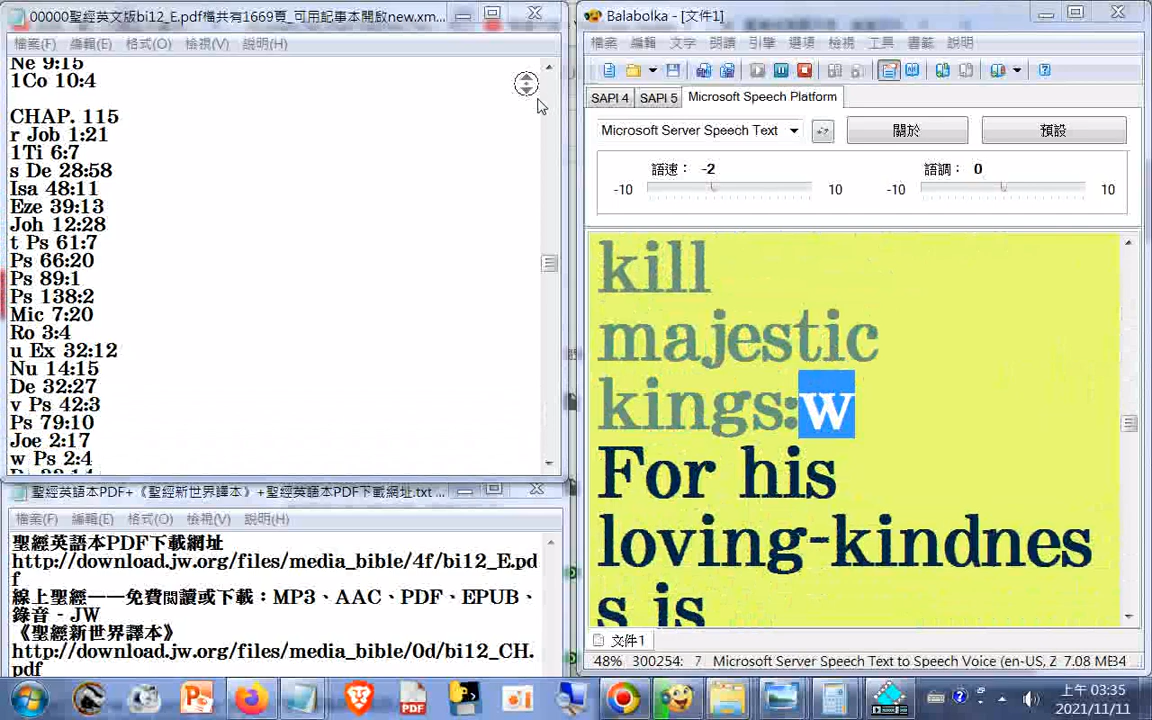 00000聖經英文版bi12_E.pdf檔共有1669頁_可用記事本開啟new.xm...
檔案(F) 編輯(E) 格式(O) 檢視(V) 說明(H)
Ne 9:15
1Co 10:4
CHAP. 115
r Job 1:21
1Ti 6:7
s De 28:58
Isa 48:11
Eze 39:13
Joh 12:28
t Ps 61:7
Ps 66:20
Ps 89:1
Ps 138:2
Mic 7:20
Ro 3:4
u Ex 32:12
Nu 14:15
De 32:27
v Ps 42:3
Ps 79:10
Joe 2:17
w Ps 2:4
聖經英語本PDF+《聖經新世界譯本》+聖經英語本PDF下載網址.txt ...
檔案(F) 編輯(E) 格式(O) 檢視(V) 說明(H)
聖經英語本PDF下載網址
http://download.jw.org/files/media_bible/4f/bi12_E.pd
f
線上聖經——免費閱讀或下載：MP3、AAC、PDF、EPUB、
錄音 - JW
《聖經新世界譯本》
http://download.jw.org/files/media_bible/0d/bi12_CH.
pdf
Balabolka - [文件1]
檔案 編輯 文字 朗讀 引擎 選項 檢視 工具 書籤 說明
SAPI 4 SAPI 5 Microsoft Speech Platform
Microsoft Server Speech Text 關於 預設
語速： -2 語調： 0
-10 10 -10 10
kill
majestic
kings:w
For his
loving-kindnes
s is
文件1
48% 300254: 7 Microsoft Server Speech Text to Speech Voice (en-US, Z 7.08 MB34
PDF
上午 03:35
2021/11/11